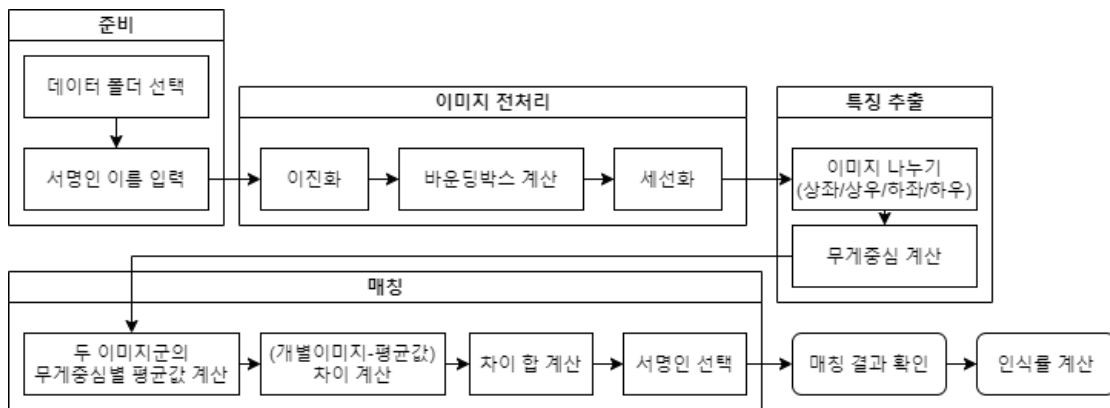 준비
데이터 폴더 선택
서명인 이름 입력
이미지 전처리
이진화
바운딩박스 계산
세선화
특징 추출
이미지 나누기
(상좌/상우/하좌/하우)
무게중심 계산
매칭
두 이미지군의
무게중심별 평균값 계산
(개별이미지-평균값)
차이 계산
차이 합 계산
서명인 선택
매칭 결과 확인
인식률 계산